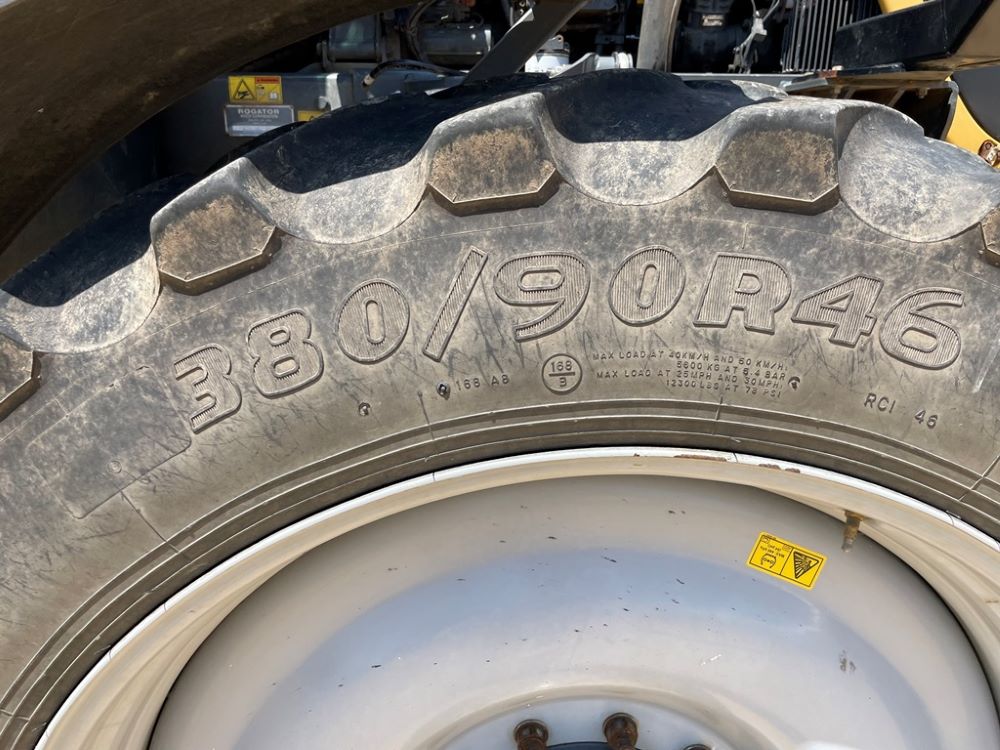 ROGATOR
380/90R46
168 A8
168
B
MAX LOAD AT 40KM/H AND 50 KM/H:
5600 KG AT 5.4 BAR
MAX LOAD AT 25MPH AND 30MPH:
12300 LBS AT 78 PSI
RCI 46